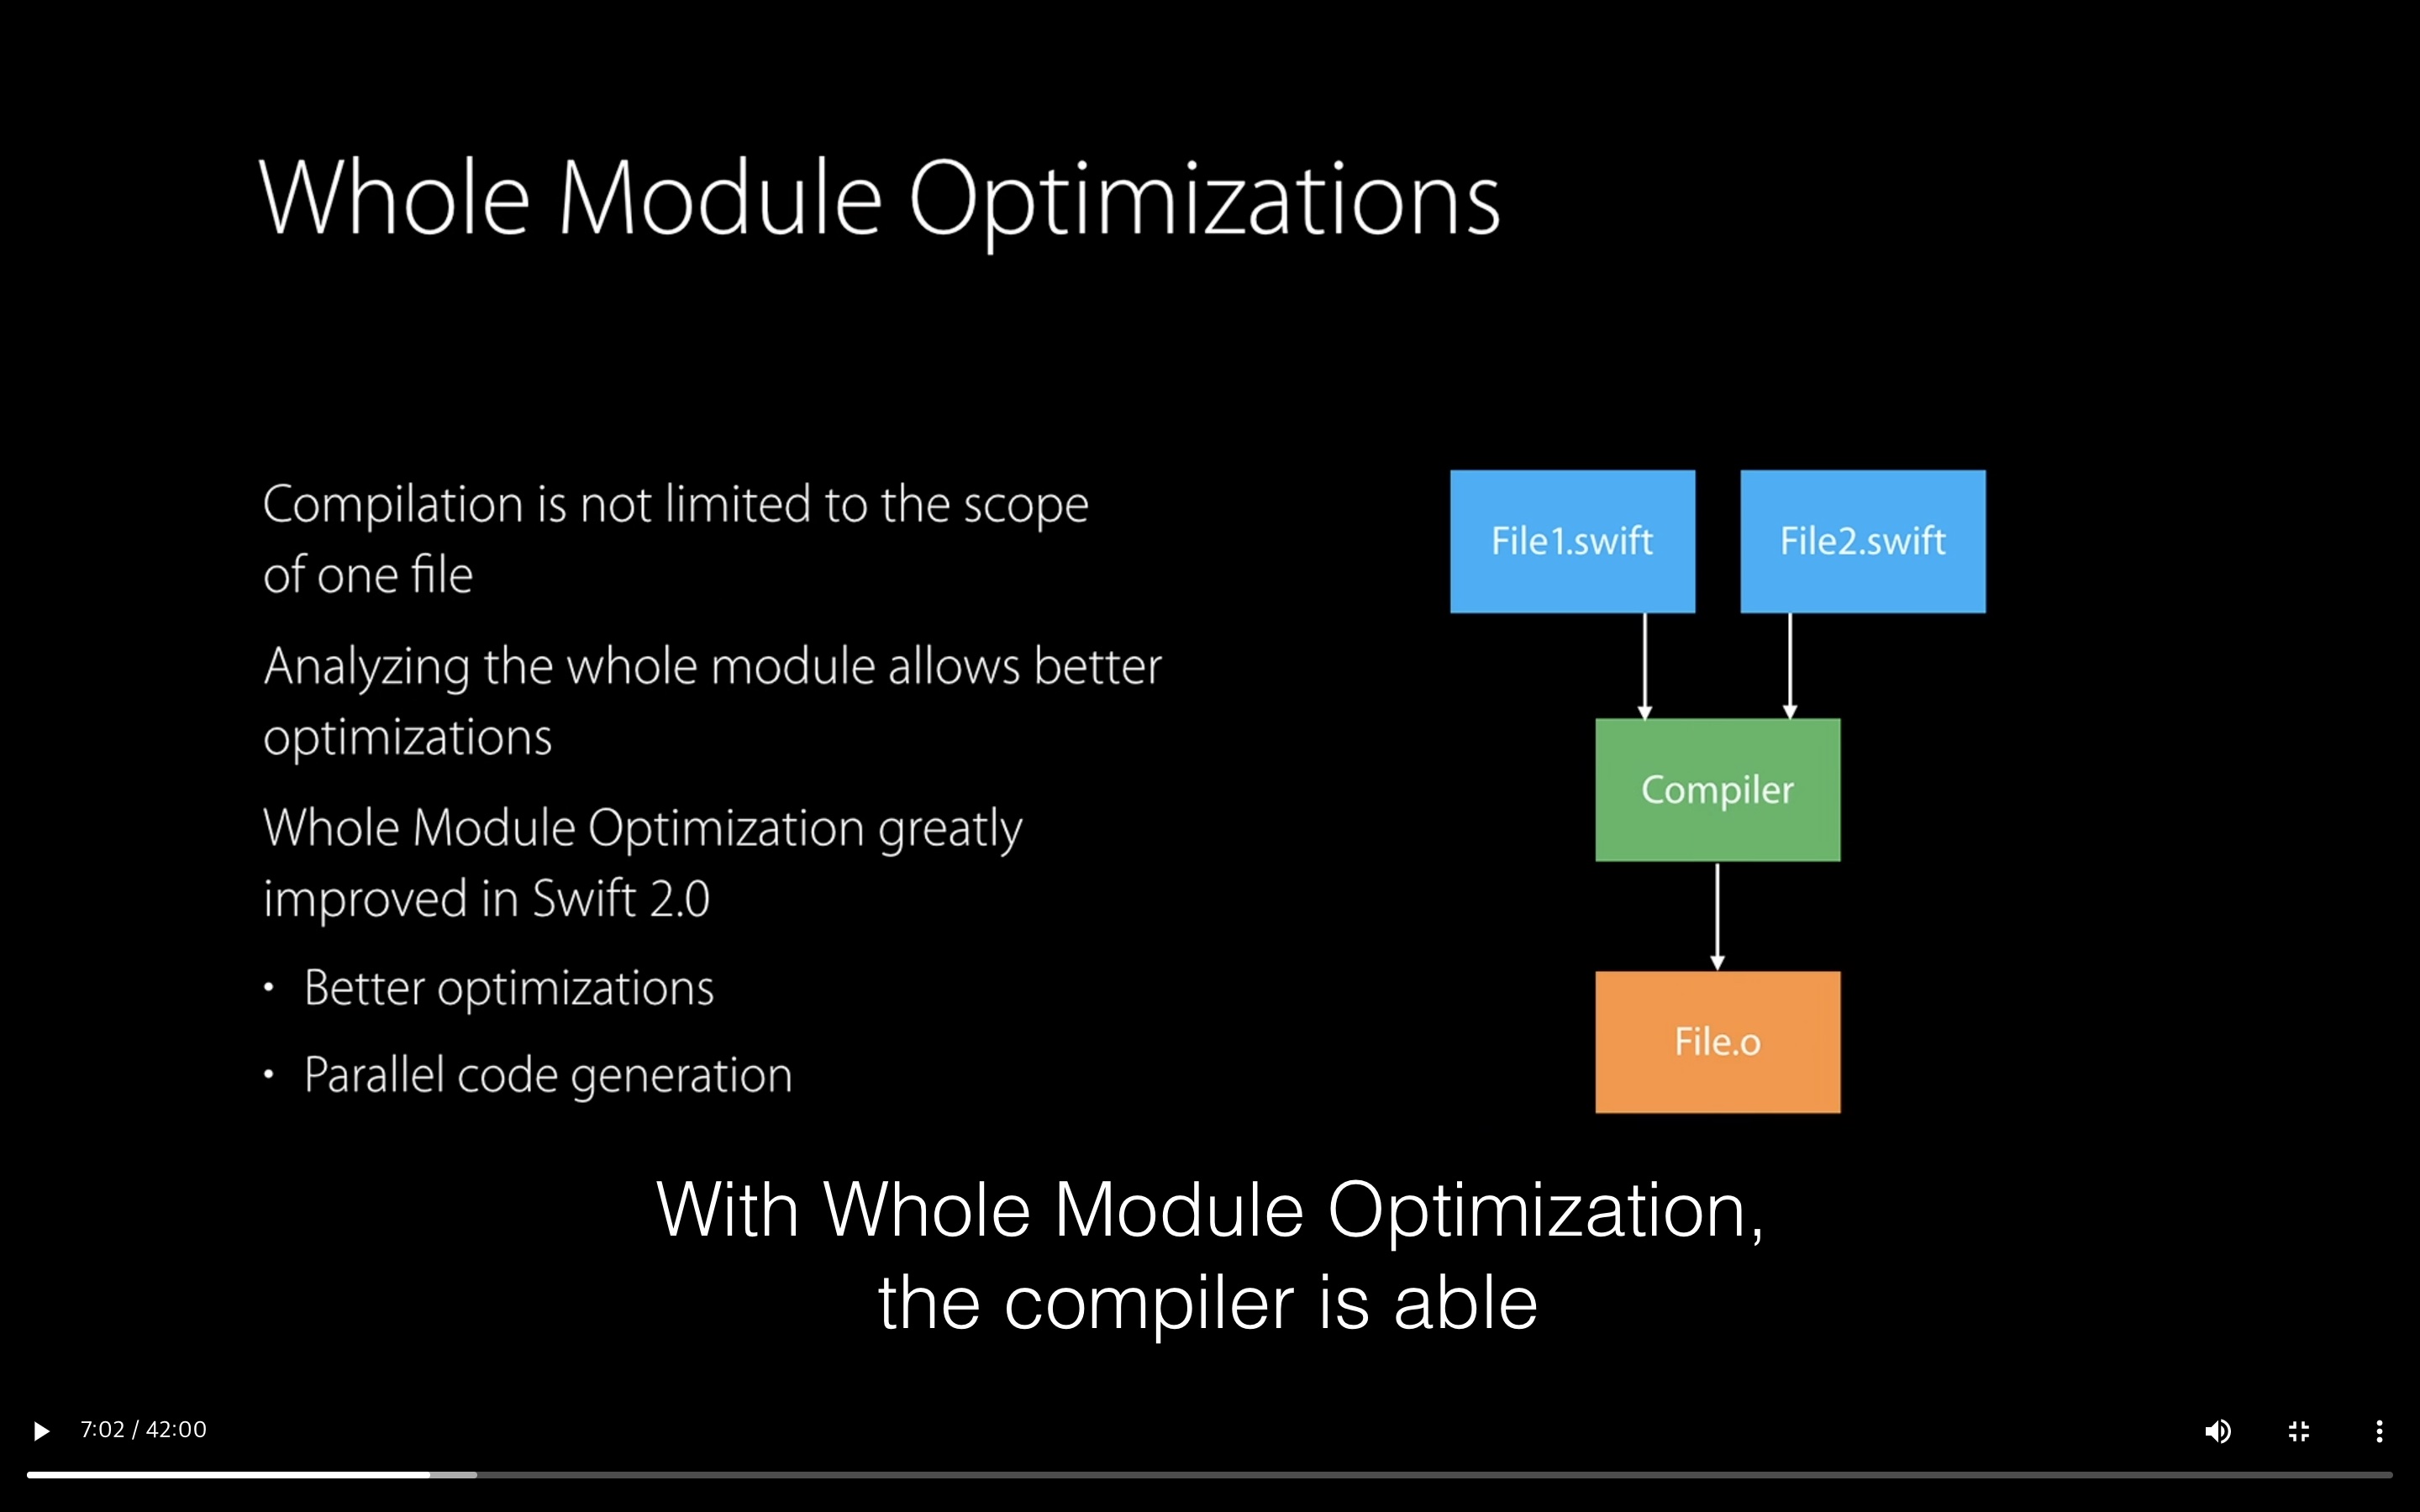 Whole Module Optimizations
Compilation is not limited to the scope
of one file
Analyzing the whole module allows better
optimizations
Whole Module Optimization greatly
improved in Swift 2.0
• Better optimizations
• Parallel code generation
File1.swift
File2.swift
Compiler
File.o
With Whole Module Optimization,
the compiler is able
7:02 / 42:00